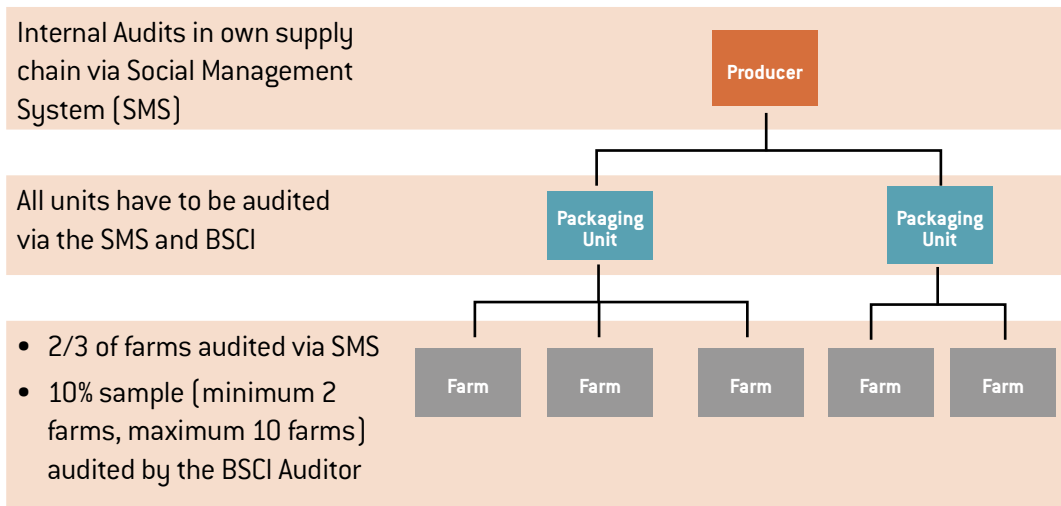 Internal Audits in own supply
chain via Social Management
System (SMS)
Producer
All units have to be audited
via the SMS and BSCI
Packaging
Unit
Packaging
Unit
• 2/3 of farms audited via SMS
• 10% sample (minimum 2
farms, maximum 10 farms)
audited by the BSCI Auditor
Farm
Farm
Farm
Farm
Farm